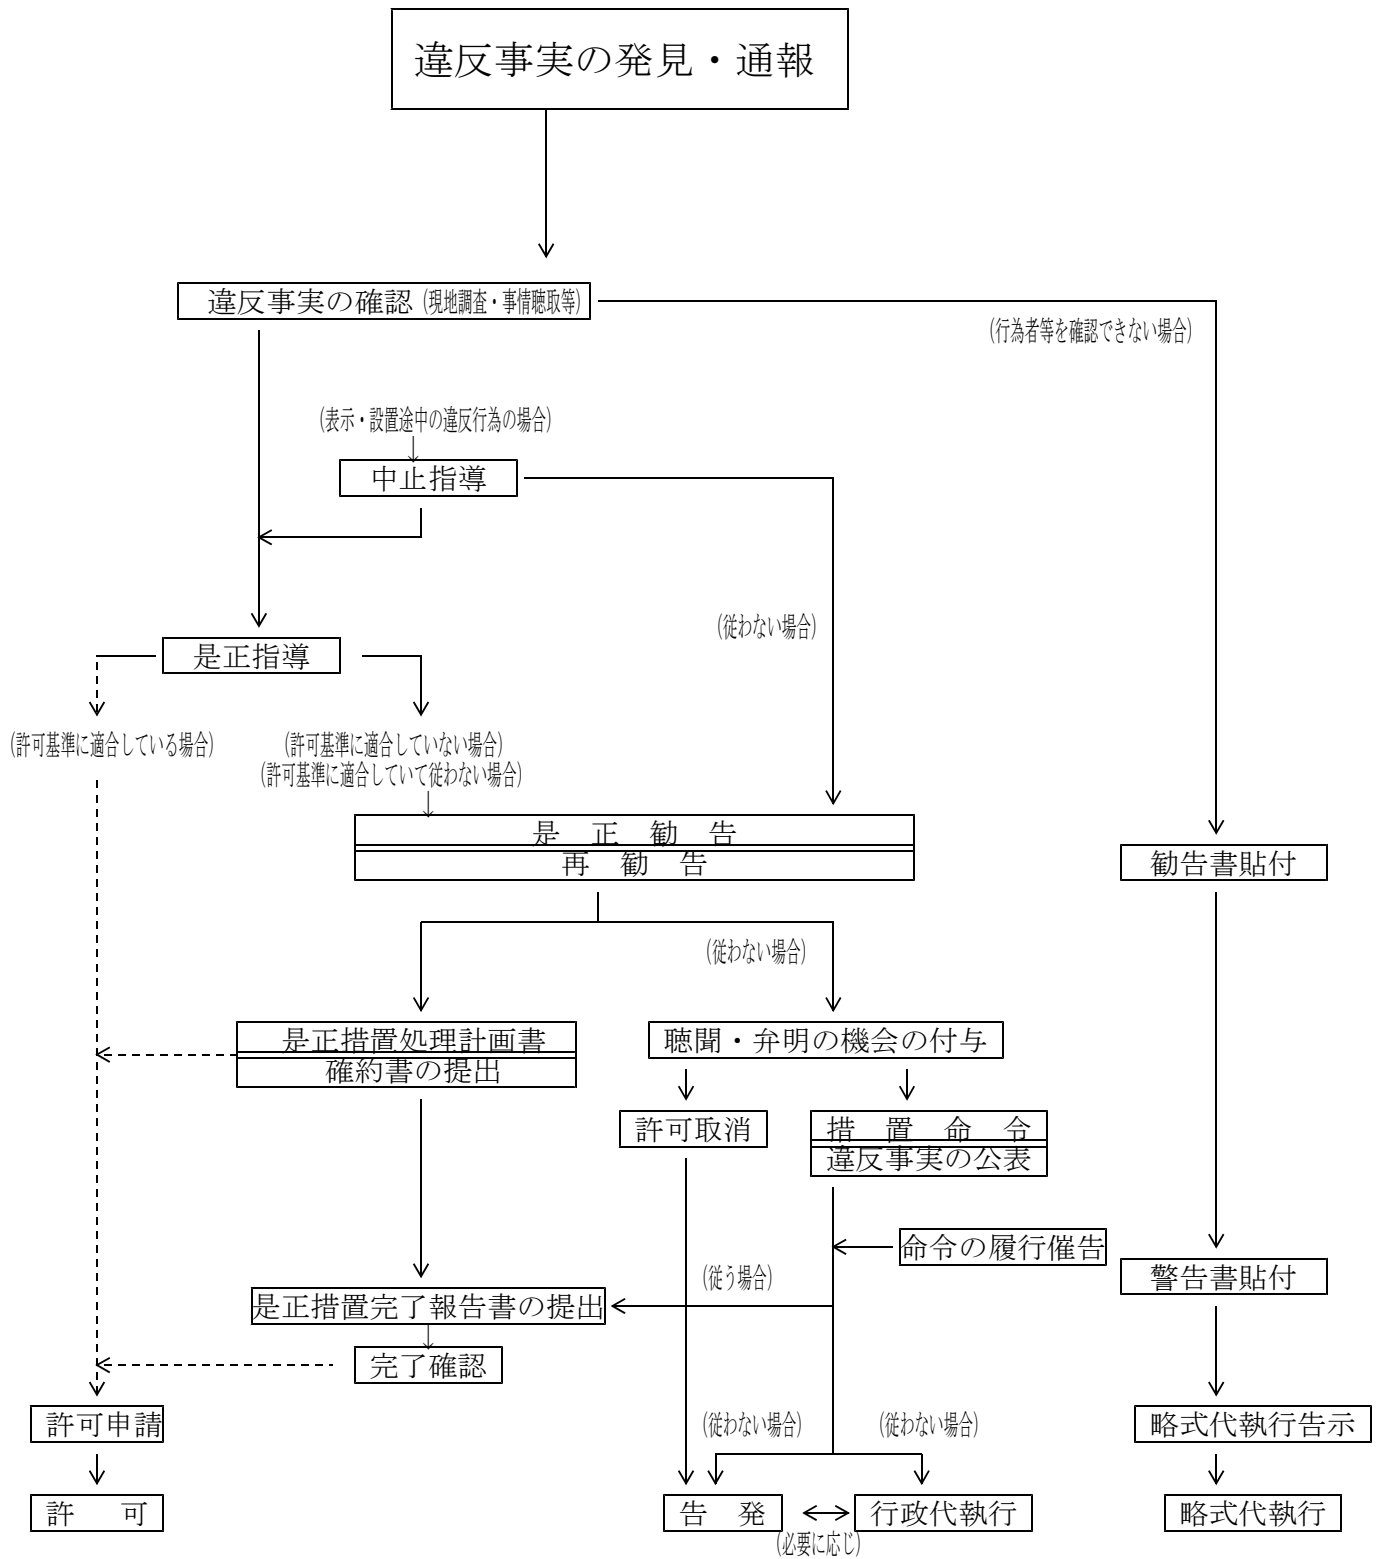 違反事実の発見・通報
違反事実の確認(現地調査・事情聴取等)
(行為者等を確認できない場合)
(表示・設置途中の違反行為の場合)
↓
中止指導
(従わない場合)
是正指導
(許可基準に適合している場合)
(許可基準に適合していない場合)
(許可基準に適合していて従わない場合)
↓
是　正　勧　告
再　勧　告
勧告書貼付
(従わない場合)
是正措置処理計画書
確約書の提出
聴聞・弁明の機会の付与
許可取消
措　置　命　令
違反事実の公表
命令の履行催告
警告書貼付
(従う場合)
是正措置完了報告書の提出
↓
完了確認
許可申請
(従わない場合)
(従わない場合)
略式代執行告示
許　可
告　発
行政代執行
略式代執行
(必要に応じ)